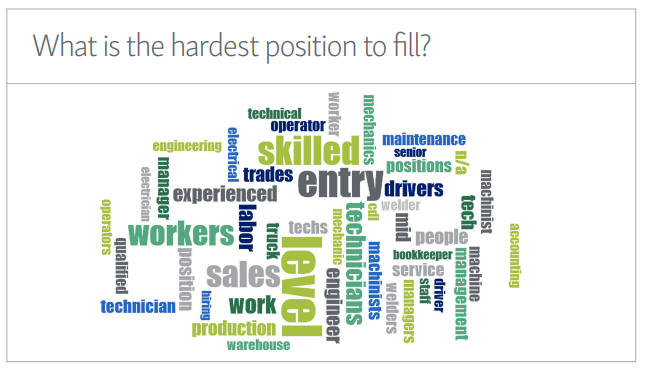 What is the hardest position to fill?
technical
worker
mechanics
operator
electrical
maintenance
engineering
skilled
senior
n/a
positions
trades
entry
drivers
electrician
manager
experienced
machinist
cdl
welder
tech
operators
labor
technicians
mid
workers
truck
techs
mechanic
people
accounting
qualified
position
level
machinists
bookkeeper
machine
management
sales
service
engineer
staff
driver
welders
managers
technician
hiring
work
production
warehouse